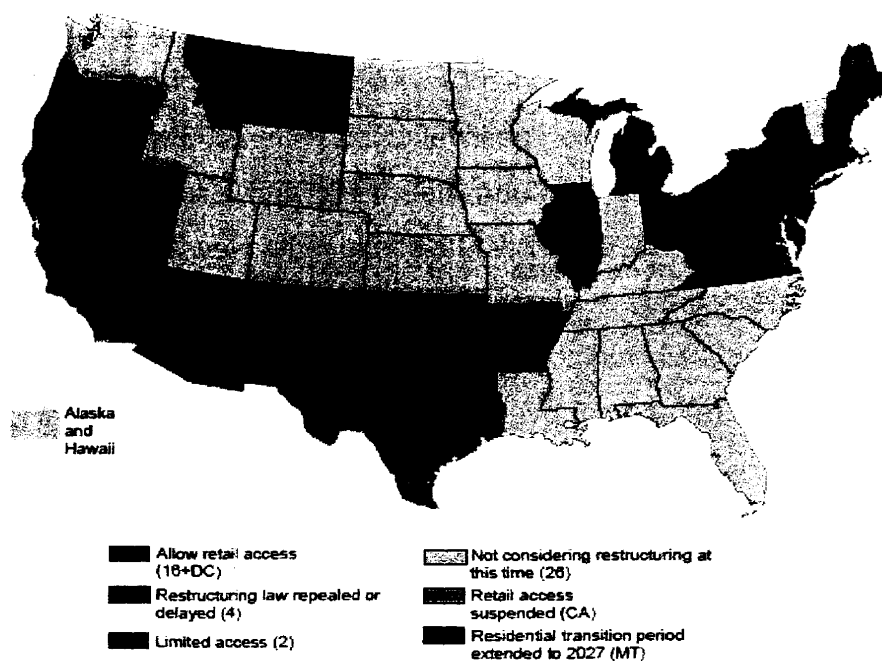 Alaska
and
Hawaii
Allow retail access
(16+DC)
Restructuring law repealed or
delayed (4)
Limited access (2)
Not considering restructuring at
this time (26)
Retail access
suspended (CA)
Residential transition period
extended to 2027 (MT)